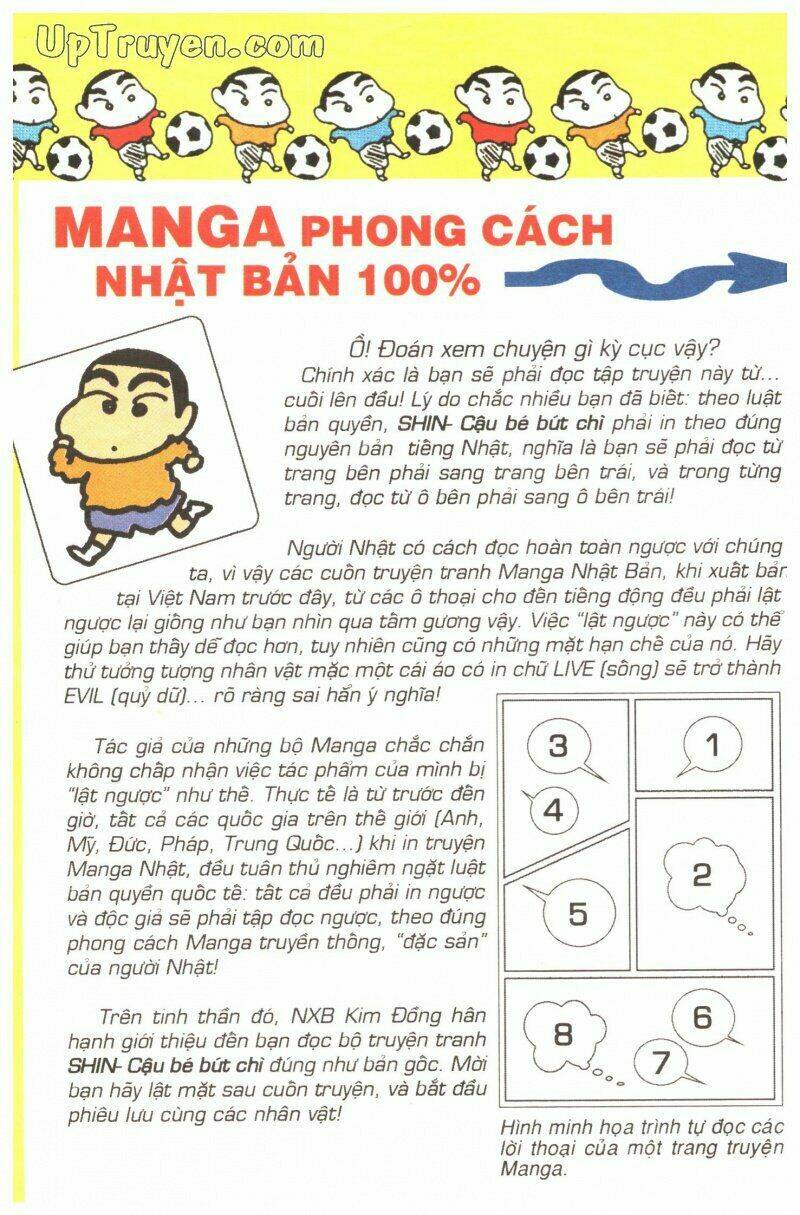 UpTruyen.com
MANGA PHONG CÁCH
NHẬT BẢN 100%
Ồ! Đoán xem chuyện gì kỳ cục vậy?
Chính xác là bạn sẽ phải đọc tập truyện này từ...
cuối lên đầu! Lý do chắc nhiều bạn đã biết: theo luật
bản quyền, SHIN- Cậu bé bút chì phải in theo đúng
nguyên bản tiếng Nhật, nghĩa là bạn sẽ phải đọc từ
trang bên phải sang trang bên trái, và trong từng
trang, đọc từ ô bên phải sang ô bên trái!
Người Nhật có cách đọc hoàn toàn ngược với chúng
ta, vì vậy các cuốn truyện tranh Manga Nhật Bản, khi xuất bản
tại Việt Nam trước đây, từ các ô thoại cho đến tiếng động đều phải lật
ngược lại giống như bạn nhìn qua tấm gương vậy. Việc "lật ngược" này có thể
giúp bạn thấy dễ đọc hơn, tuy nhiên cũng có những mặt hạn chế của nó. Hãy
thử tưởng tượng nhân vật mặc một cái áo có in chữ LIVE (sống) sẽ trở thành
EVIL (quỷ dữ)... rõ ràng sai hẳn ý nghĩa!
Tác giả của những bộ Manga chắc chắn
không chấp nhận việc tác phẩm của mình bị
"lật ngược" như thế. Thực tế là từ trước đến
giờ, tất cả các quốc gia trên thế giới (Anh,
Mỹ, Đức, Pháp, Trung Quốc...) khi in truyện
Manga Nhật, đều tuân thủ nghiêm ngặt luật
bản quyền quốc tế: tất cả đều phải in ngược
và độc giả sẽ phải tập đọc ngược, theo đúng
phong cách Manga truyền thống, "đặc sản"
của người Nhật!
Trên tinh thần đó, NXB Kim Đồng hân
hạnh giới thiệu đến bạn đọc bộ truyện tranh
SHIN- Cậu bé bút chì đúng như bản gốc. Mời
bạn hãy lật mặt sau cuốn truyện, và bắt đầu
phiêu lưu cùng các nhân vật!
1
2
3
4
5
6
7
8
Hình minh họa trình tự đọc các
lời thoại của một trang truyện
Manga.